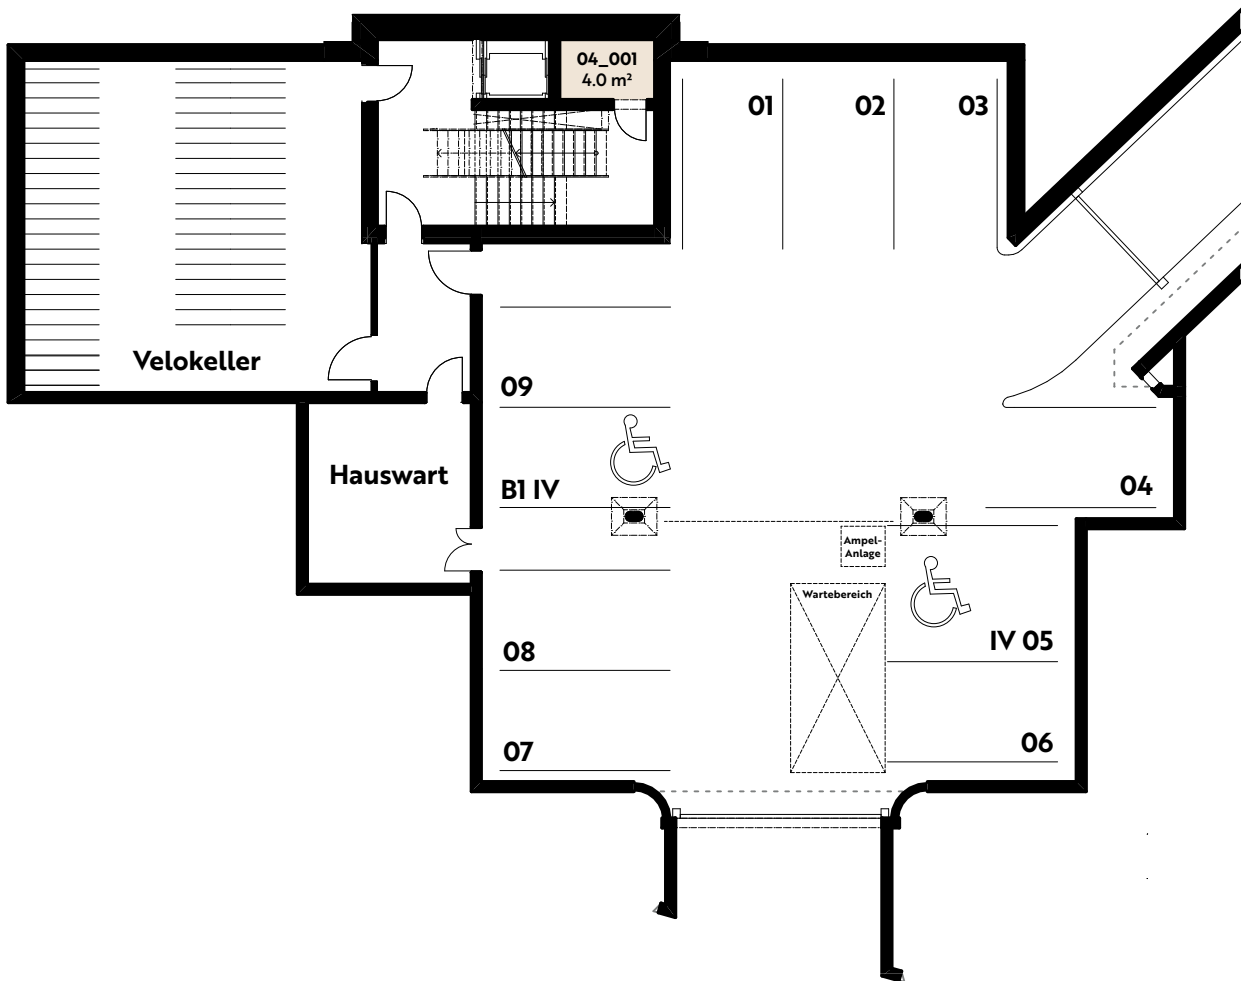 04_001
4.0 m²
01
02
03
Velokeller
09
Hauswart
B1 IV
04
Ampel-
Anlage
Wartebereich
IV 05
08
06
07